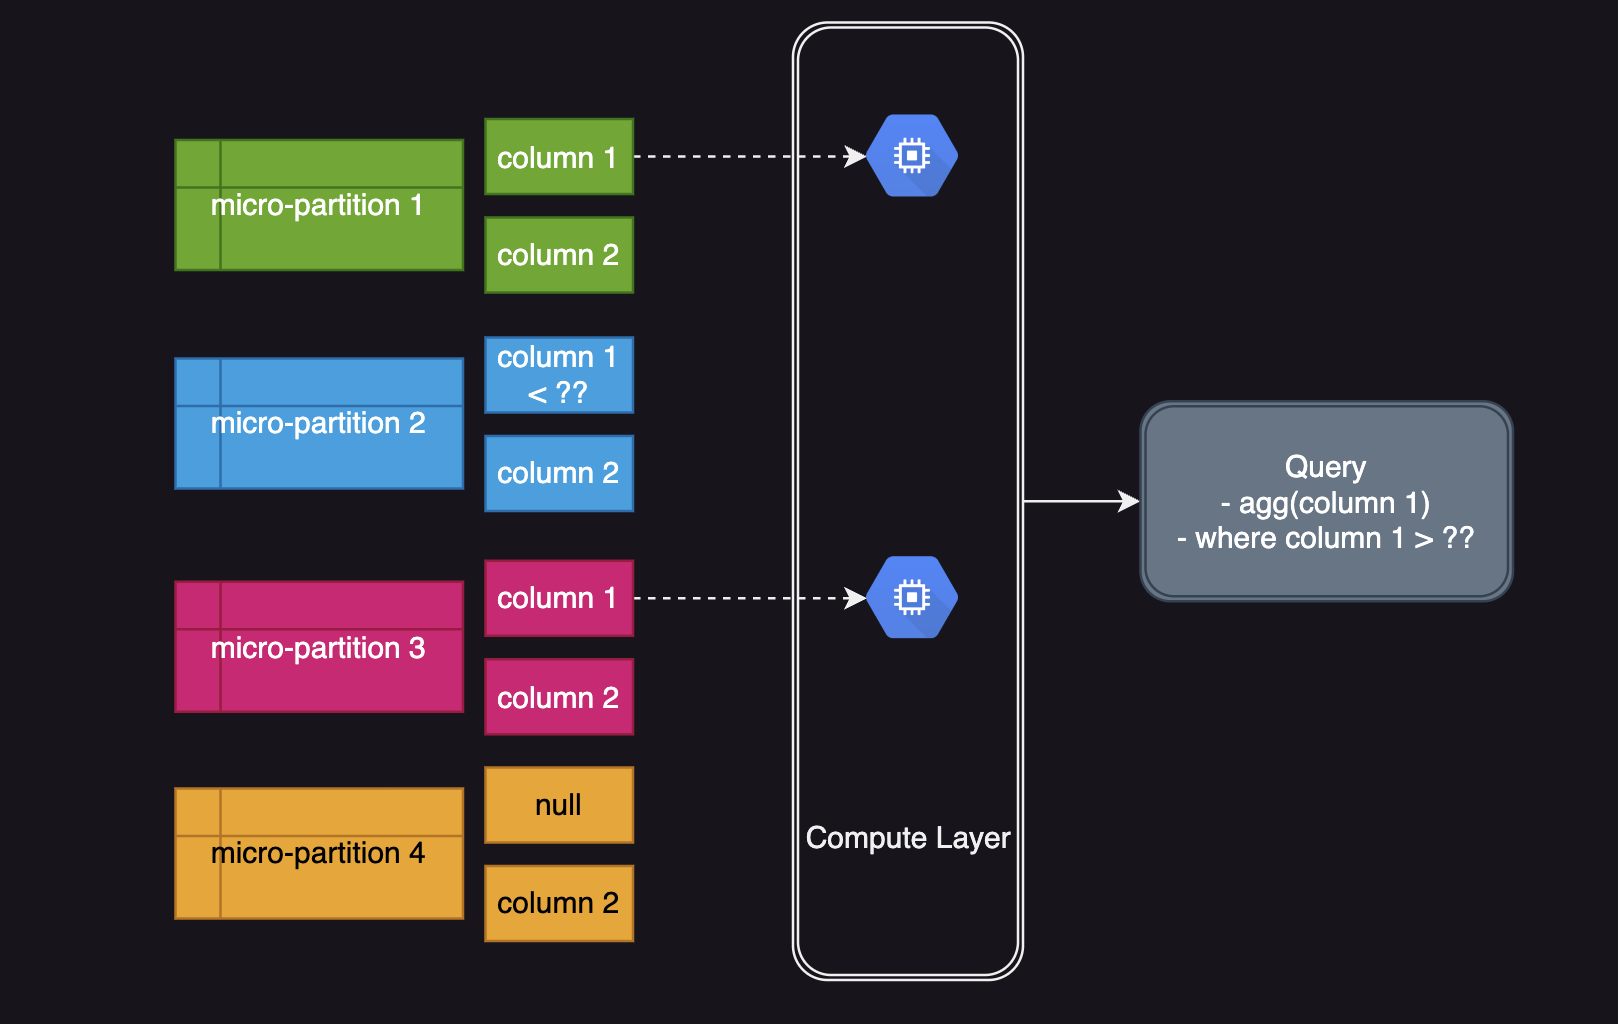 column 1
micro-partition 1
column 2
column 1
< ??
micro-partition 2
column 2
column 1
micro-partition 3
column 2
null
micro-partition 4
column 2
Compute Layer
Query
- agg(column 1)
- where column 1 > ??